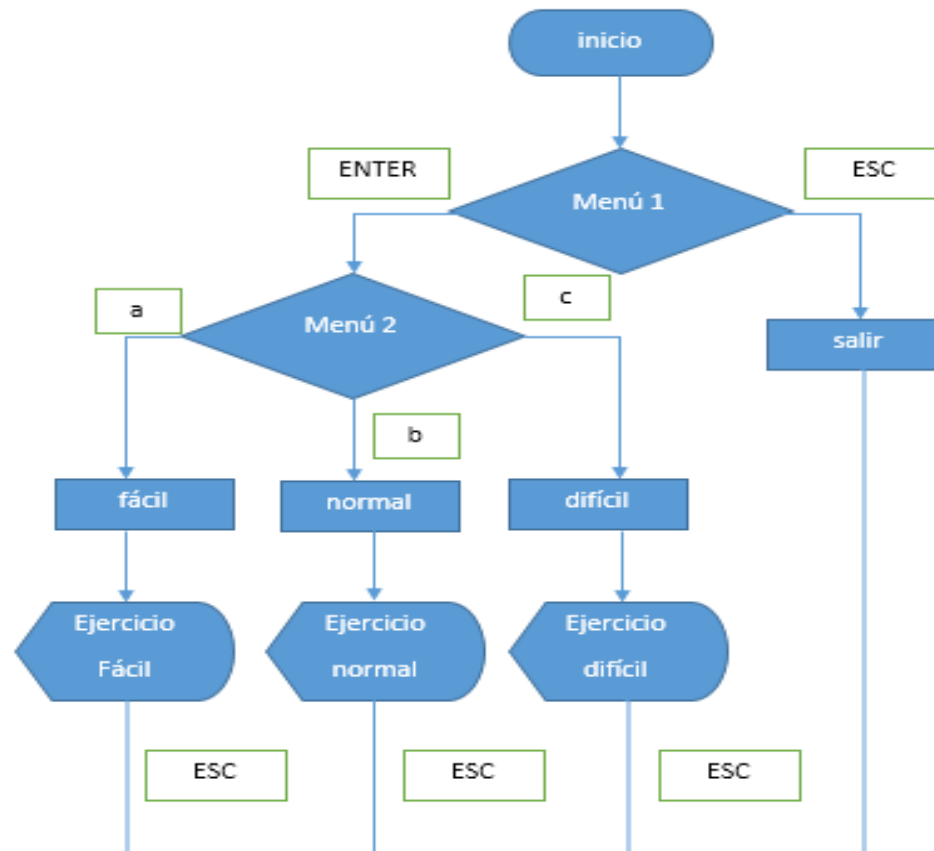 inicio
ENTER
ESC
Menú 1
a
c
Menú 2
salir
b
fácil
normal
difícil
Ejercicio
Fácil
Ejercicio
normal
Ejercicio
difícil
ESC
ESC
ESC